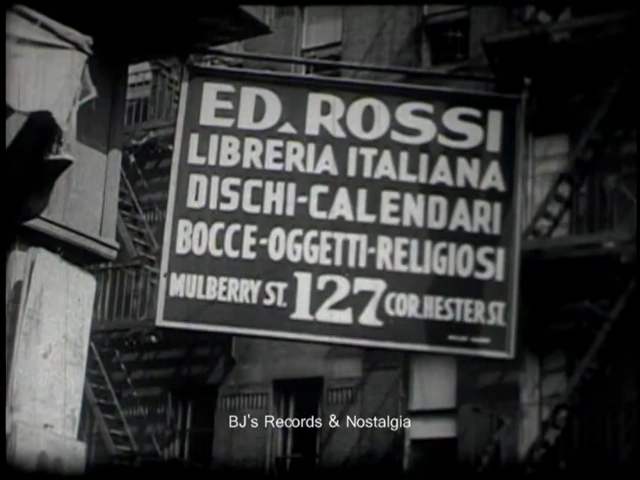 ED. ROSSI
LIBRERIA ITALIANA
DISCHI-CALENDARI
BOCCE-OGGETTI-RELIGIOSI
MULBERRY ST. 127 COR. HESTER ST.
BJ's Records & Nostalgia